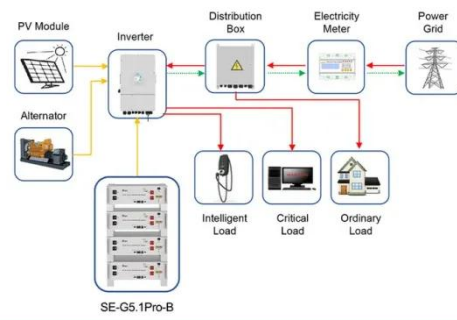 PV Module
Inverter
Distribution
Box
Electricity
Meter
Power
Grid
Alternator
Intelligent
Load
Critical
Load
Ordinary
Load
SE-G5.1Pro-B